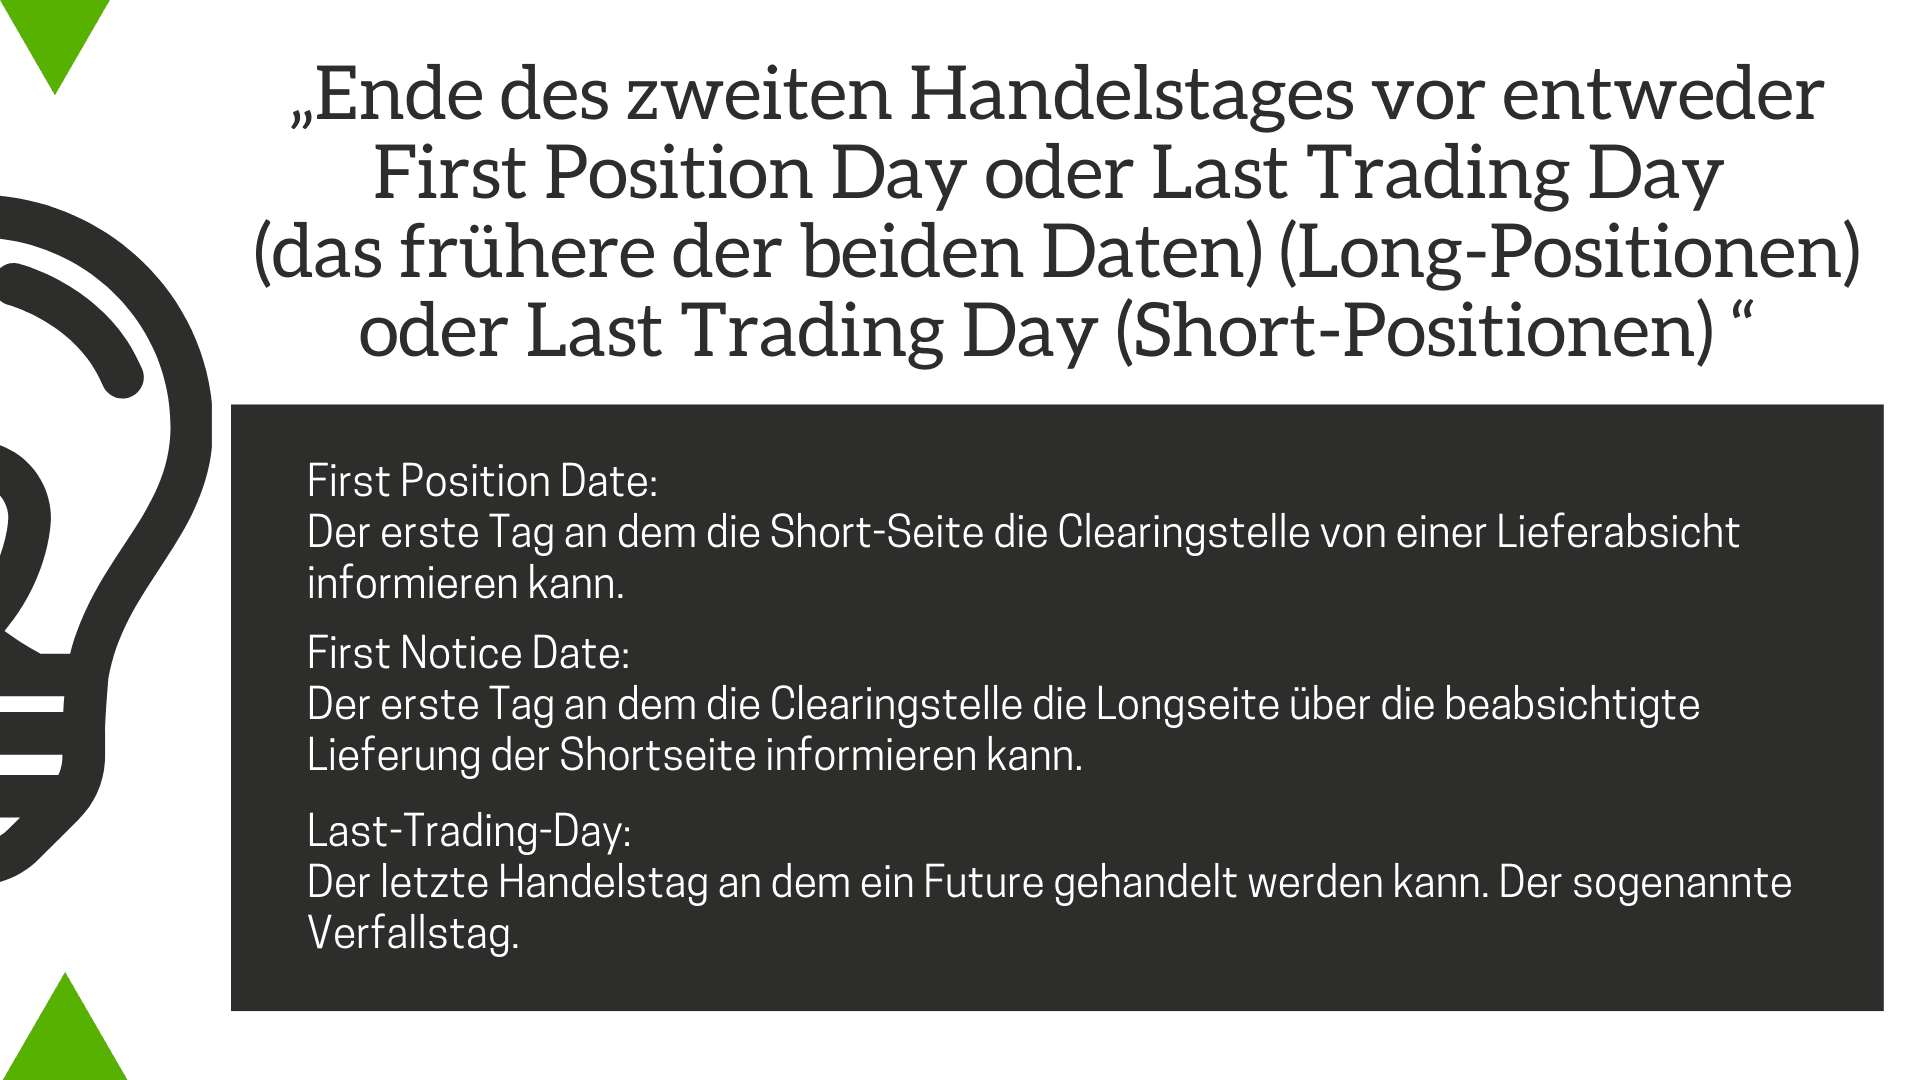 „Ende des zweiten Handelstages vor entweder
First Position Day oder Last Trading Day
(das frühere der beiden Daten) (Long-Positionen)
oder Last Trading Day (Short-Positionen) “
First Position Date:
Der erste Tag an dem die Short-Seite die Clearingstelle von einer Lieferabsicht
informieren kann.
First Notice Date:
Der erste Tag an dem die Clearingstelle die Longseite über die beabsichtigte
Lieferung der Shortseite informieren kann.
Last-Trading-Day:
Der letzte Handelstag an dem ein Future gehandelt werden kann. Der sogenannte
Verfallstag.